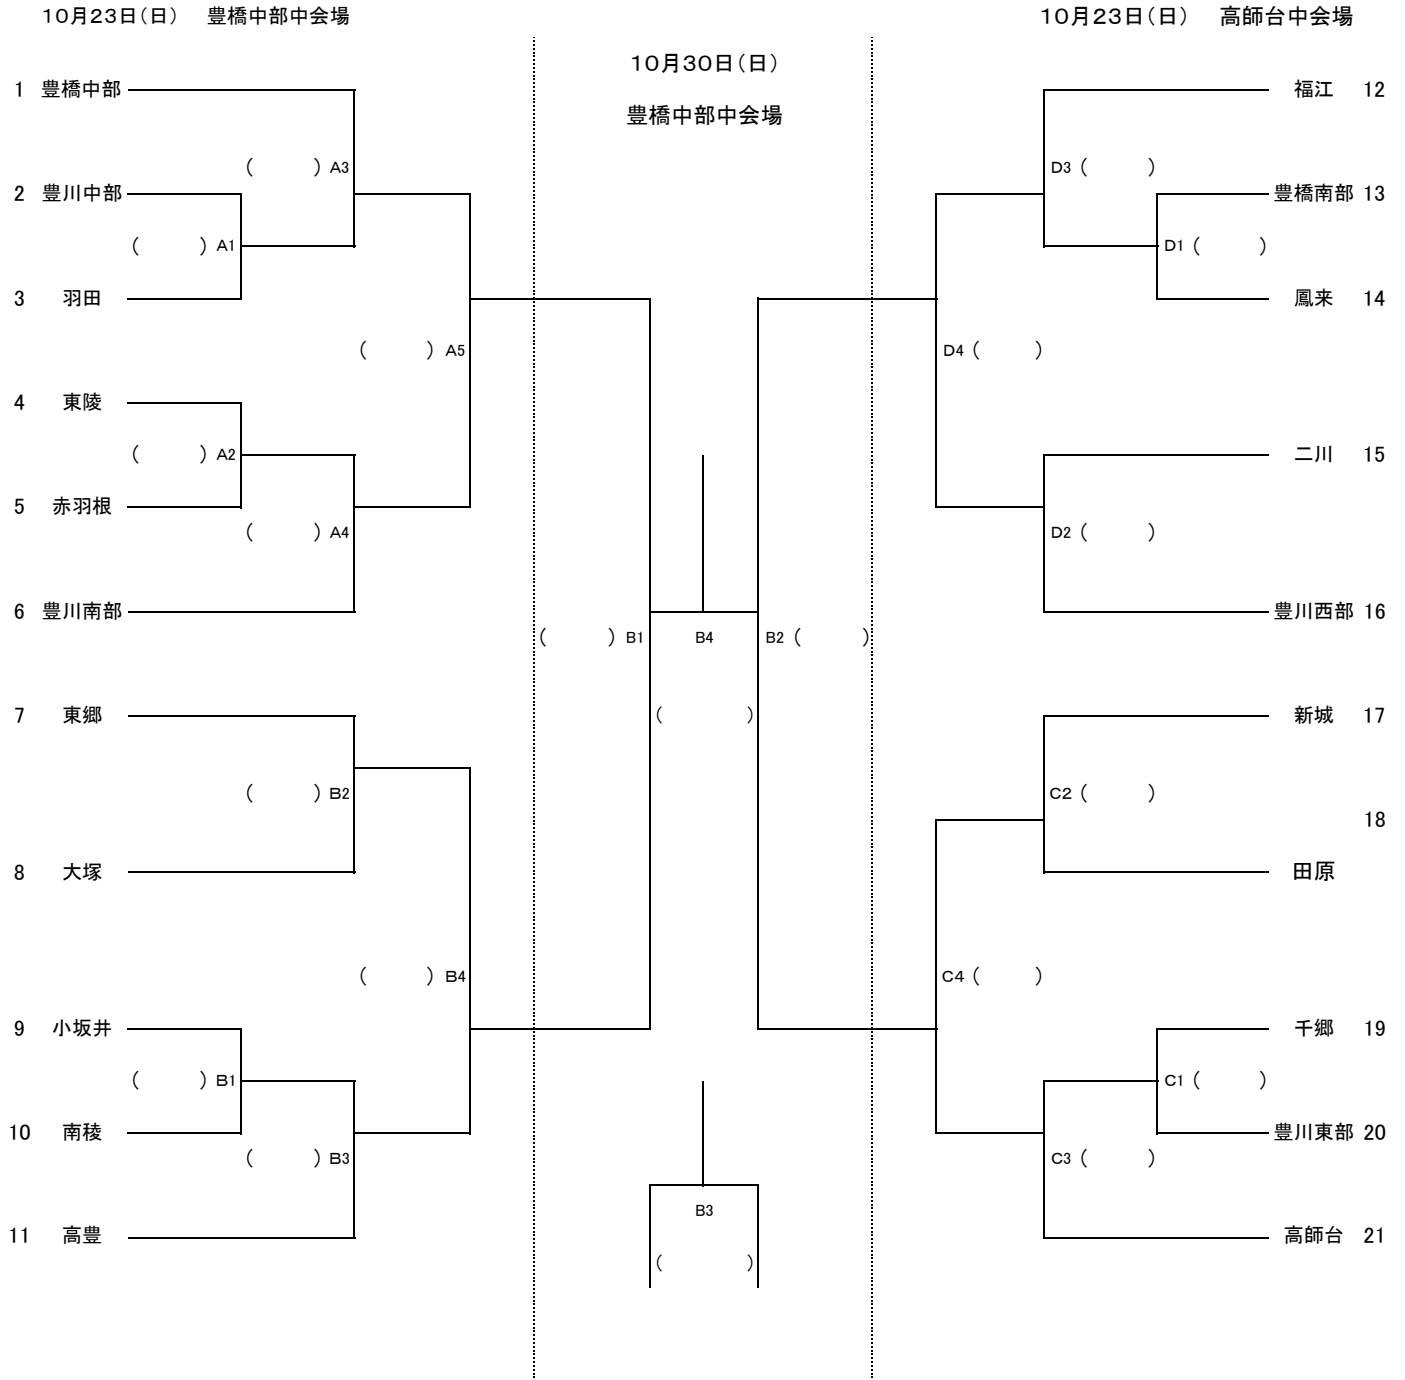 10月23日(日)　豊橋中部中会場
10月30日(日)
豊橋中部中会場
10月23日(日)　高師台中会場
1 豊橋中部
(　　) A3
2 豊川中部
(　　) A1
3 羽田
(　　) A5
4 東陵
(　　) A2
5 赤羽根
(　　) A4
6 豊川南部
7 東郷
(　　) B2
8 大塚
(　　) B4
9 小坂井
(　　) B1
10 南稜
(　　) B3
11 高豊
(　　) B1
B4
(　　)
B2 (　　)
B3
(　　)
福江 12
D3 (　　)
豊橋南部 13
D1 (　　)
鳳来 14
D4 (　　)
二川 15
D2 (　　)
豊川西部 16
新城 17
C2 (　　)
18
田原
C4 (　　)
千郷 19
C1 (　　)
豊川東部 20
C3 (　　)
高師台 21